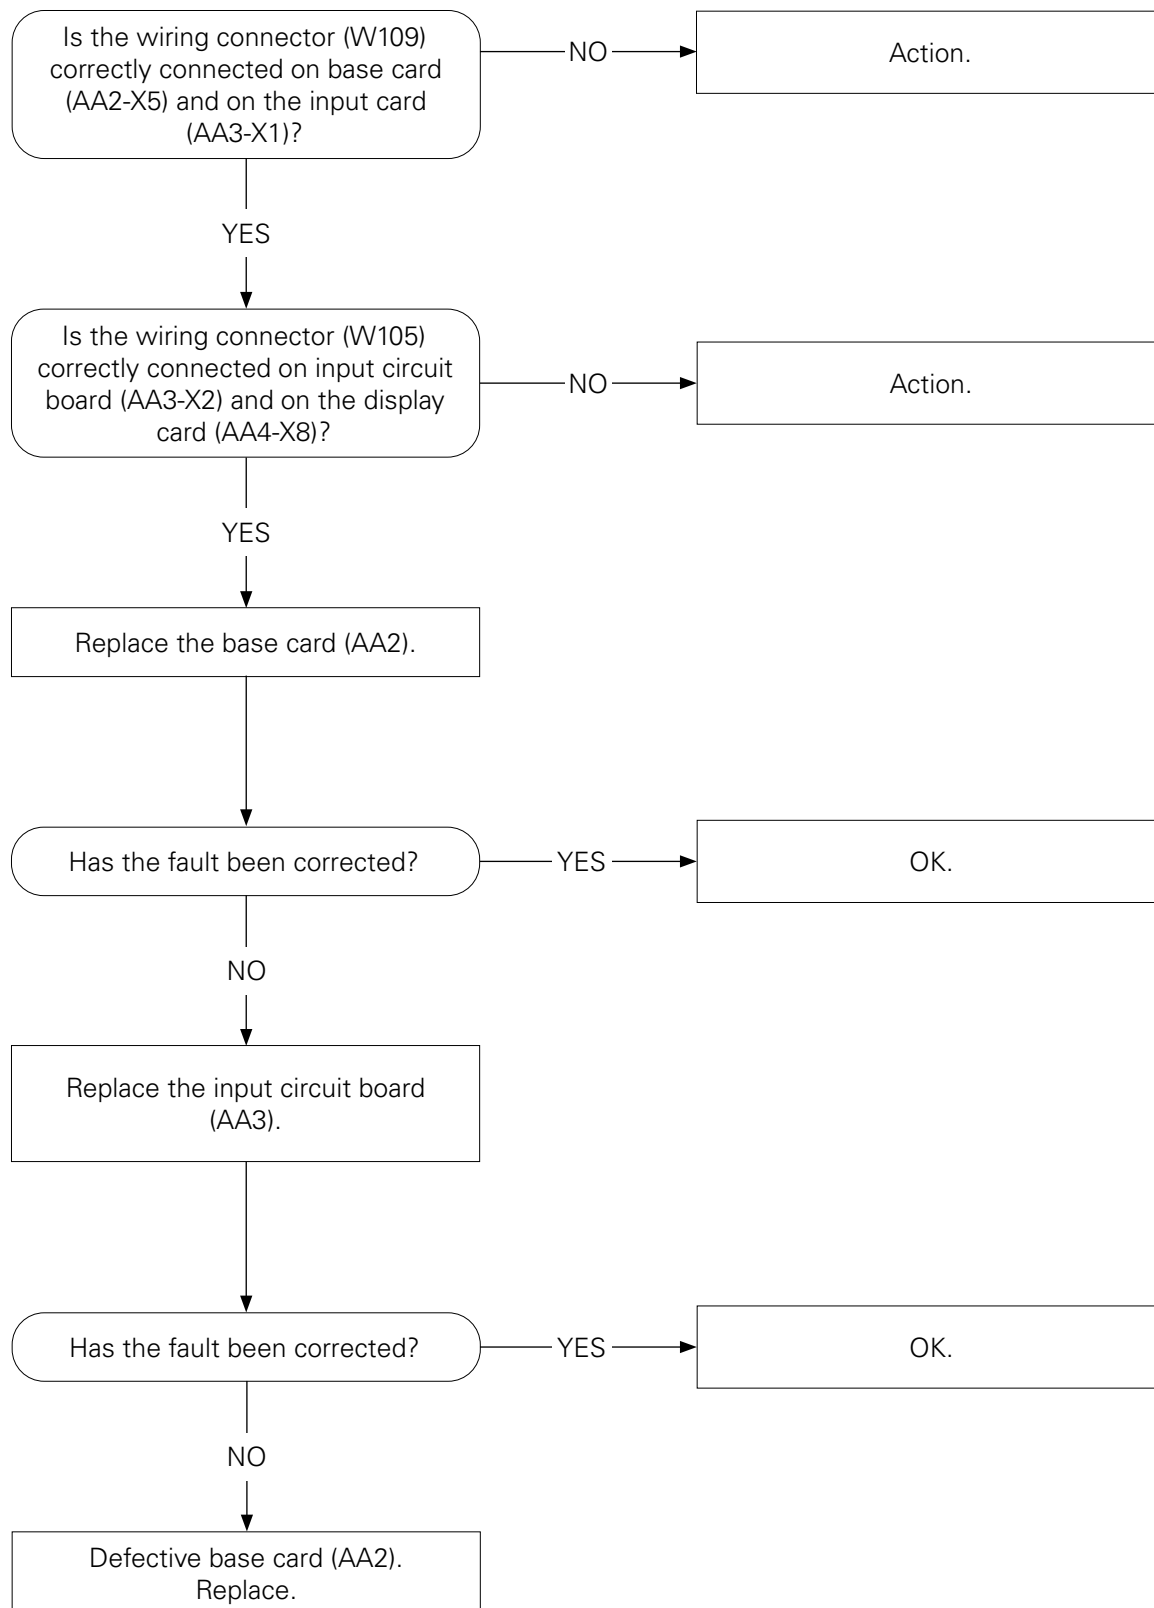 Is the wiring connector (W109)
correctly connected on base card
(AA2-X5) and on the input card
(AA3-X1)?
NO
Action.
YES
Is the wiring connector (W105)
correctly connected on input circuit
board (AA3-X2) and on the display
card (AA4-X8)?
NO
Action.
YES
Replace the base card (AA2).
Has the fault been corrected?
YES
OK.
NO
Replace the input circuit board
(AA3).
Has the fault been corrected?
YES
OK.
NO
Defective base card (AA2).
Replace.